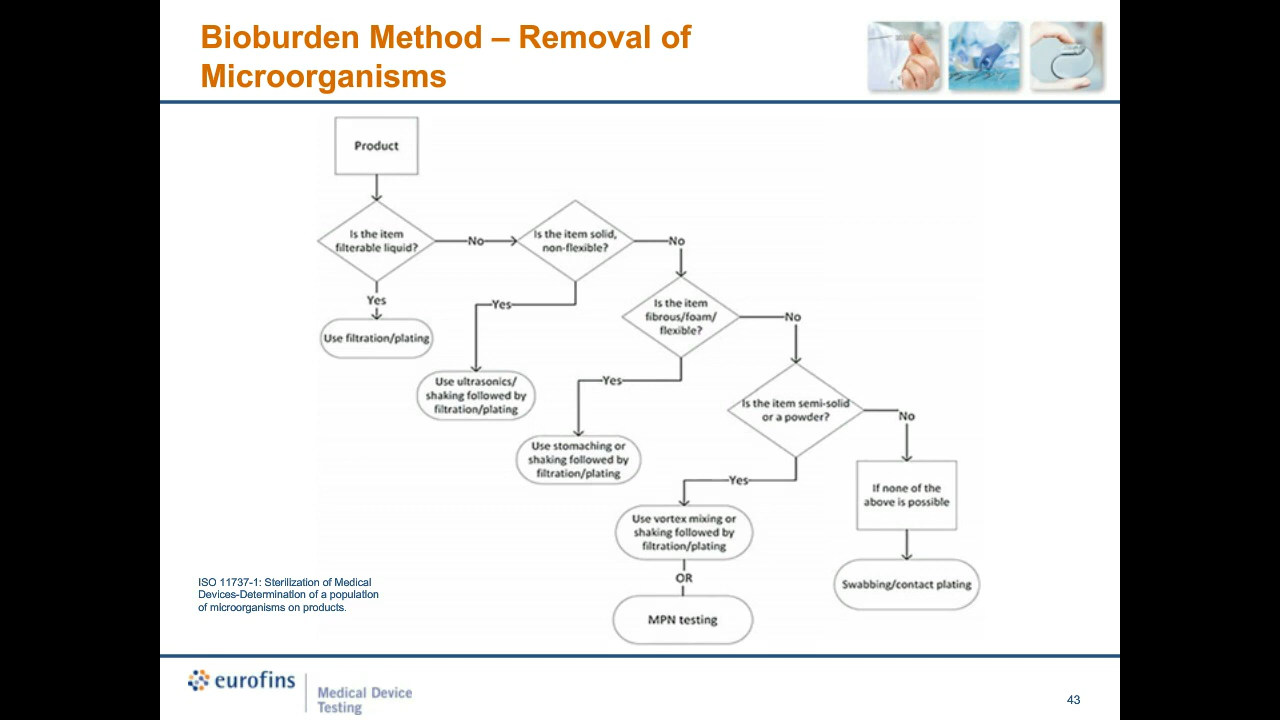 Bioburden Method – Removal of
Microorganisms
Product
Is the item
filterable liquid?
No
Is the item solid,
non-flexible?
No
Yes
Use filtration/plating
Yes
Use ultrasonics/
shaking followed by
filtration/plating
Is the item
fibrous/foam/
flexible?
No
Yes
Use stomaching or
shaking followed by
filtration/plating
Is the item semi-solid
or a powder?
No
Yes
Use vortex mixing or
shaking followed by
filtration/plating
OR
MPN testing
If none of the
above is possible
Swabbing/contact plating
ISO 11737-1: Sterilization of Medical
Devices-Determination of a population
of microorganisms on products.
eurofins
Medical Device
Testing
43